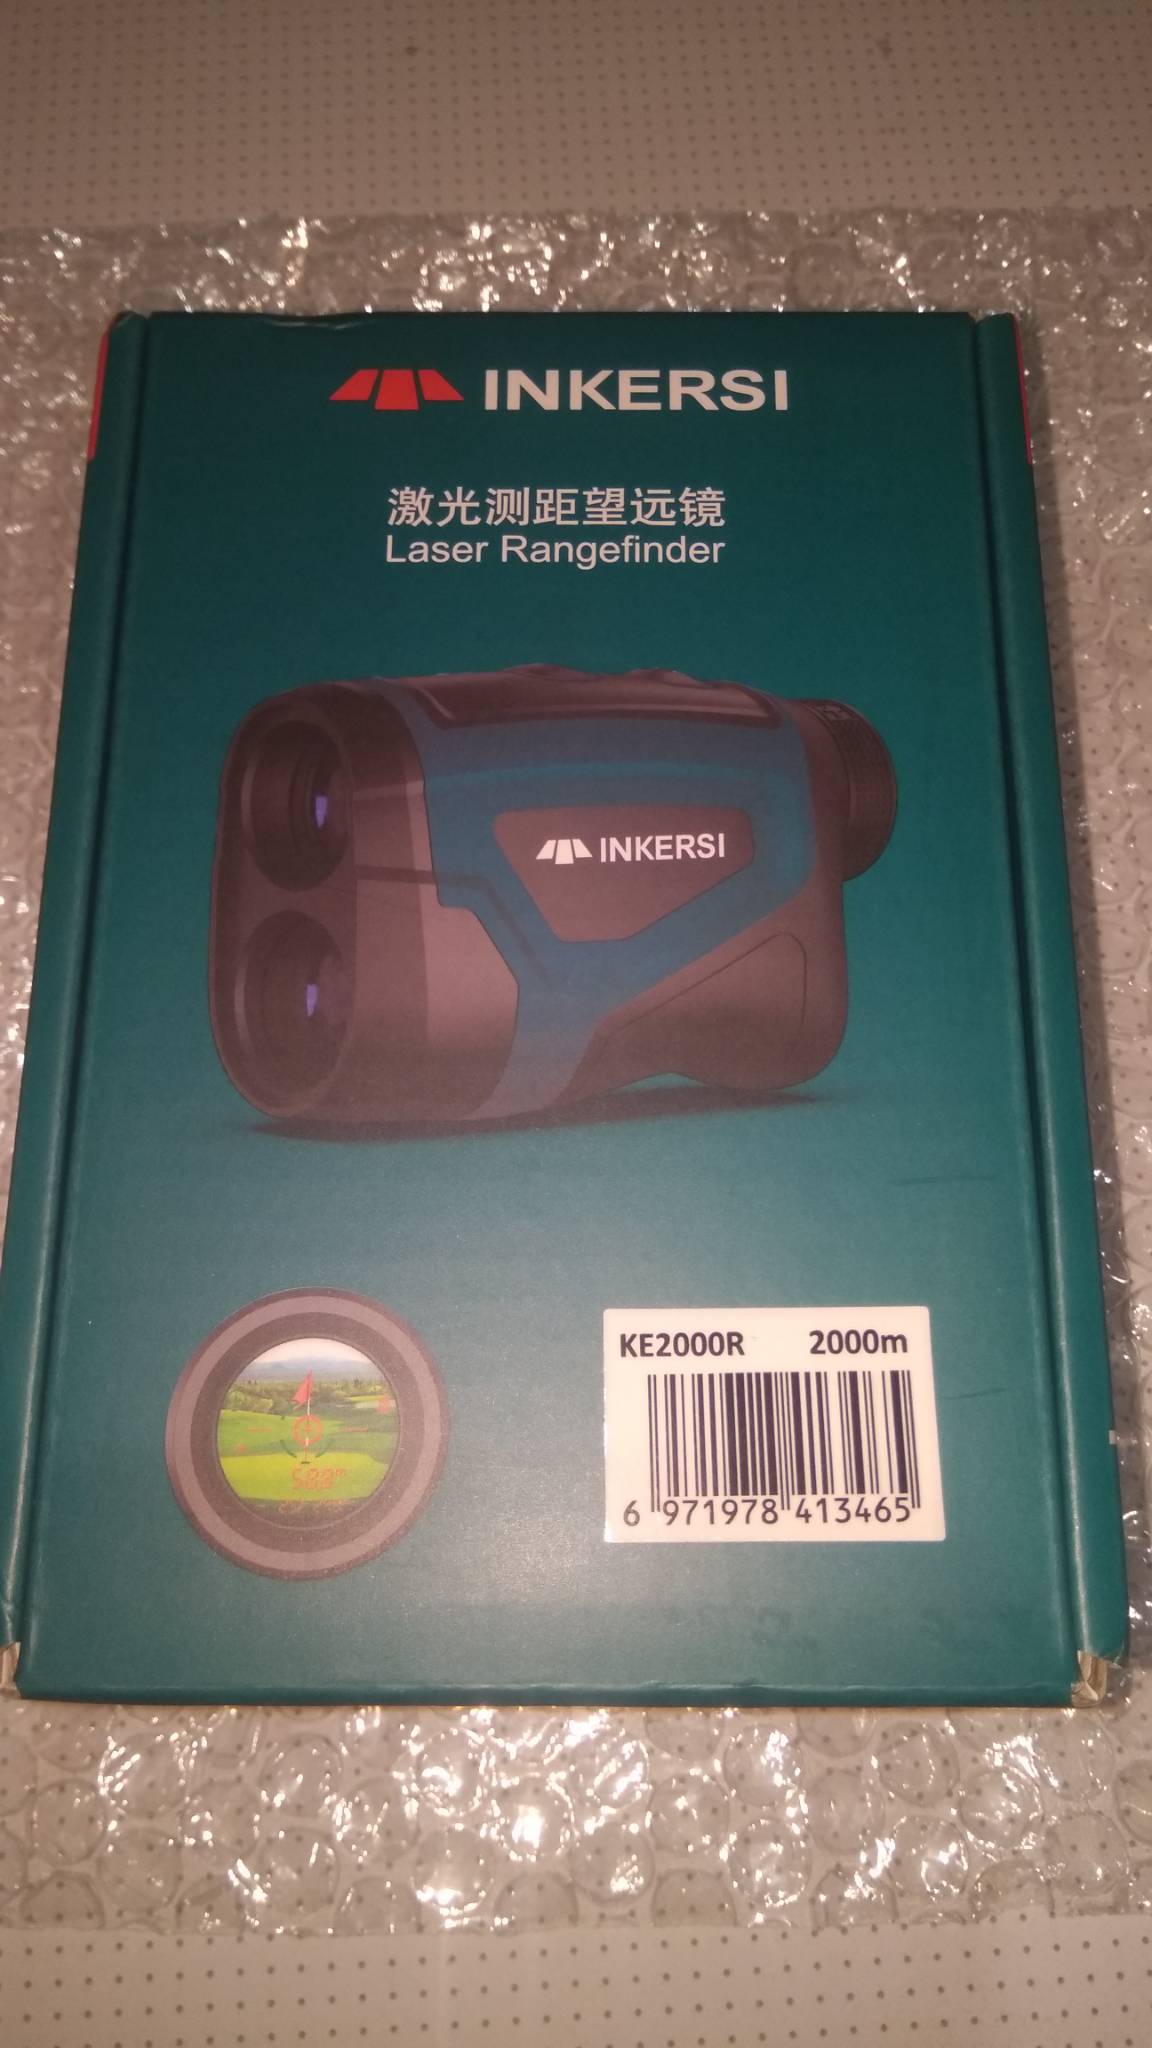 INKERSI
激光测距望远镜
Laser Rangefinder
INKERSI
KE2000R 2000m
6 971978 413465